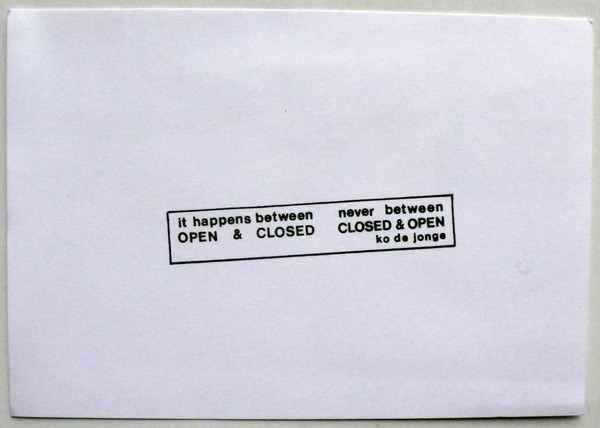 it happens between never between
OPEN & CLOSED CLOSED & OPEN
ko de jonge